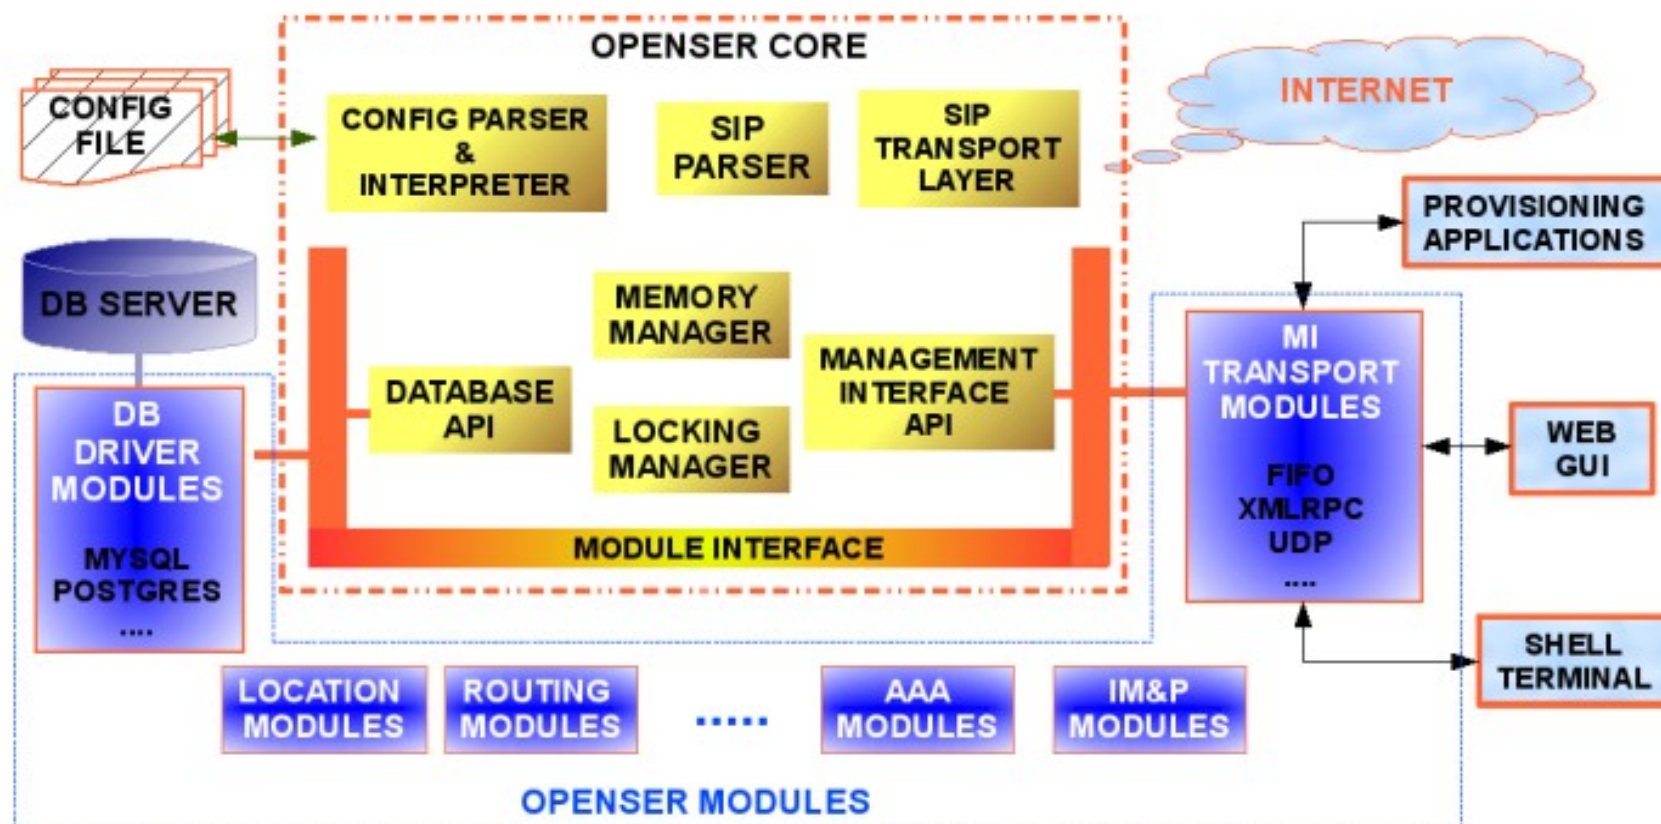 OPENSER CORE
CONFIG
FILE
CONFIG PARSER
&
INTERPRETER
SIP
PARSER
SIP
TRANSPORT
LAYER
INTERNET
PROVISIONING
APPLICATIONS
DB SERVER
MEMORY
MANAGER
DATABASE
API
LOCKING
MANAGER
MANAGEMENT
INTERFACE
API
MODULE INTERFACE
DB
DRIVER
MODULES
MYSQL
POSTGRES
....
MI
TRANSPORT
MODULES
FIFO
XMLRPC
UDP
....
WEB
GUI
SHELL
TERMINAL
LOCATION
MODULES
ROUTING
MODULES
.....
AAA
MODULES
IM&P
MODULES
OPENSER MODULES